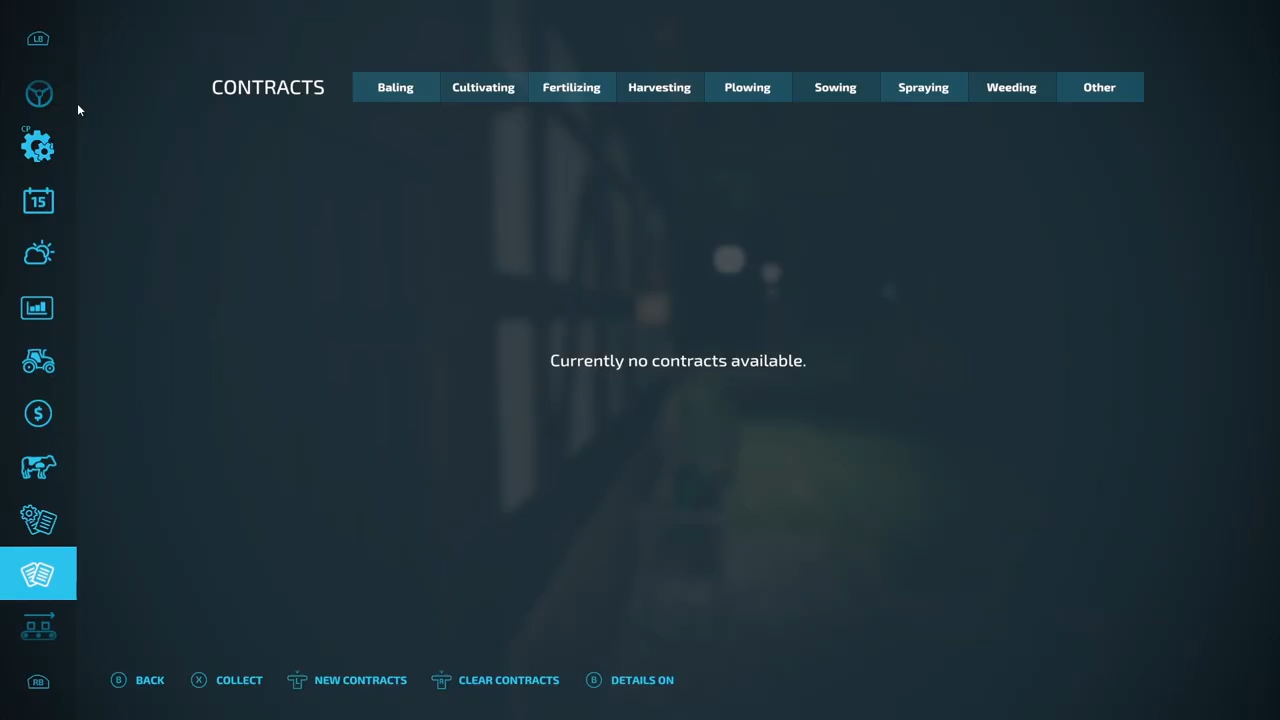 LB
CONTRACTS Baling Cultivating Fertilizing Harvesting Plowing Sowing Spraying Weeding Other
CP
15
$
Currently no contracts available.
RB
B BACK X COLLECT L NEW CONTRACTS R CLEAR CONTRACTS B DETAILS ON